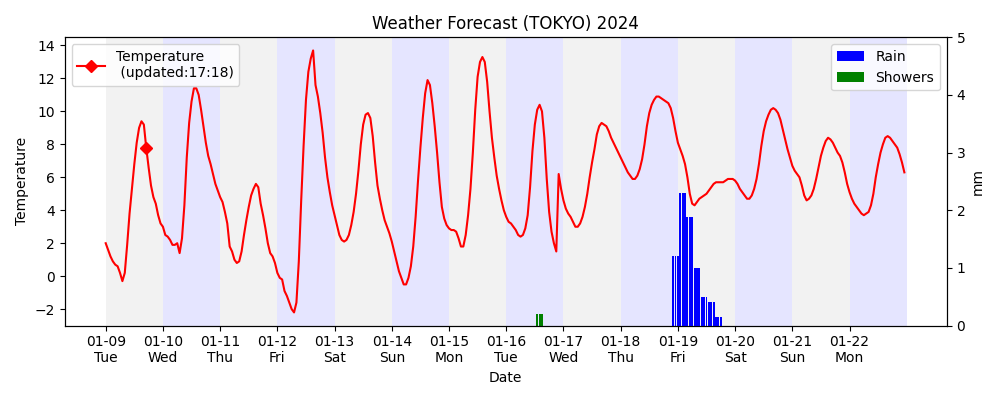 Weather Forecast (TOKYO) 2024
Temperature
(updated:17:18)
Rain
Showers
Temperature
14
12
10
8
6
4
2
0
−2
5
4
3
2
1
0
mm
01-09 01-10 01-11 01-12 01-13 01-14 01-15 01-16 01-17 01-18 01-19 01-20 01-21 01-22
Tue Wed Thu Fri Sat Sun Mon Tue Wed Thu Fri Sat Sun Mon
Date